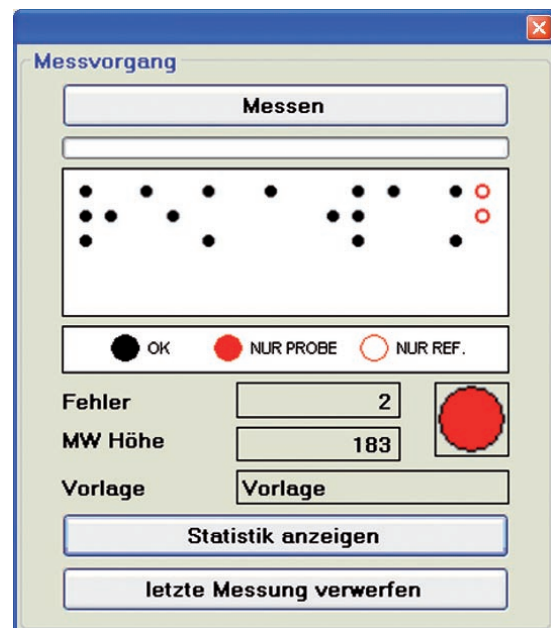 Messvorgang
Messen
OK NUR PROBE NUR REF.
Fehler 2
MW Höhe 183
Vorlage Vorlage
Statistik anzeigen
letzte Messung verwerfen